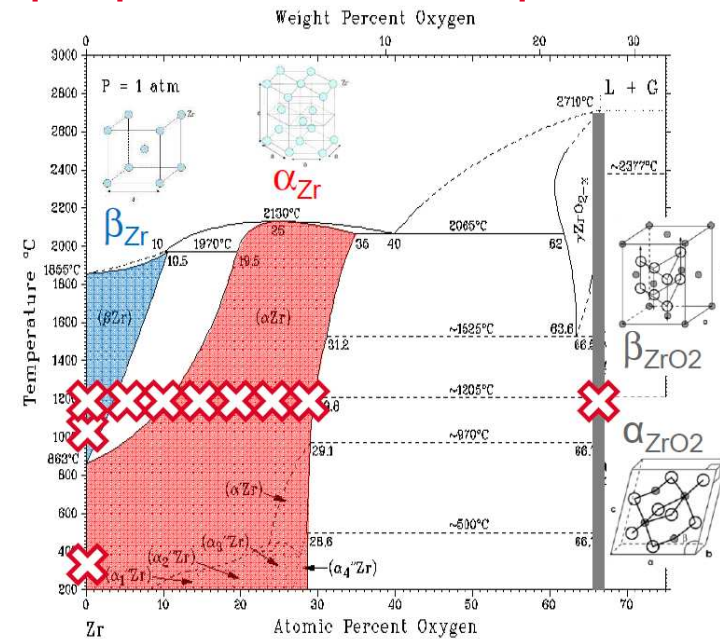 Weight Percent Oxygen
0 10 20 30
3000
2800
2600
2400
2200
2000
1800
1600
1400
1200
1000
800
600
400
200
Temperature °C
P = 1 atm
Zr
a
αZr
Zr
L + G
2710°C
~2377°C
γZrO2-x
βZr
2130°C
25
10
1970°C
35
40
2065°C
62
1855°C
10.5
19.5
(βZr)
(αZr)
31.2
~1525°C
63.6
βZrO2
~1205°C
863°C
29.1
~970°C
αZrO2
(α'Zr)
28.6
~500°C
(α1''Zr)
(α2''Zr)
(α3''Zr)
(α4''Zr)
c
a
b
0 10 20 30 40 50 60 70
Zr
Atomic Percent Oxygen